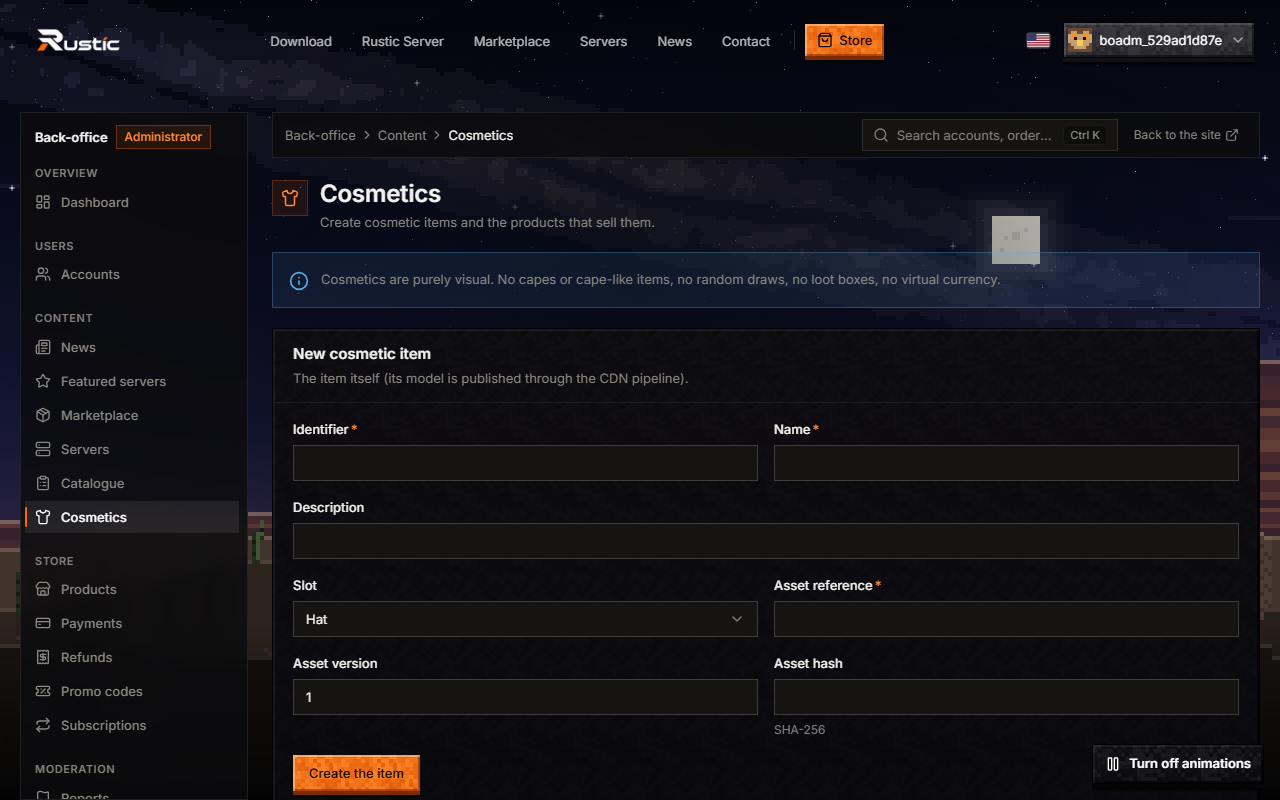 Rustic
Download
Rustic Server
Marketplace
Servers
News
Contact
Store
boadm_529ad1d87e
Back-office
Administrator
OVERVIEW
Dashboard
USERS
Accounts
CONTENT
News
Featured servers
Marketplace
Servers
Catalogue
Cosmetics
STORE
Products
Payments
Refunds
Promo codes
Subscriptions
MODERATION
Reports
Back-office > Content > Cosmetics
Search accounts, order...
Ctrl K
Back to the site
Cosmetics
Create cosmetic items and the products that sell them.
Cosmetics are purely visual. No capes or cape-like items, no random draws, no loot boxes, no virtual currency.
New cosmetic item
The item itself (its model is published through the CDN pipeline).
Identifier *
Name *
Description
Slot
Hat
Asset reference *
Asset version
1
Asset hash
SHA-256
Create the item
Turn off animations